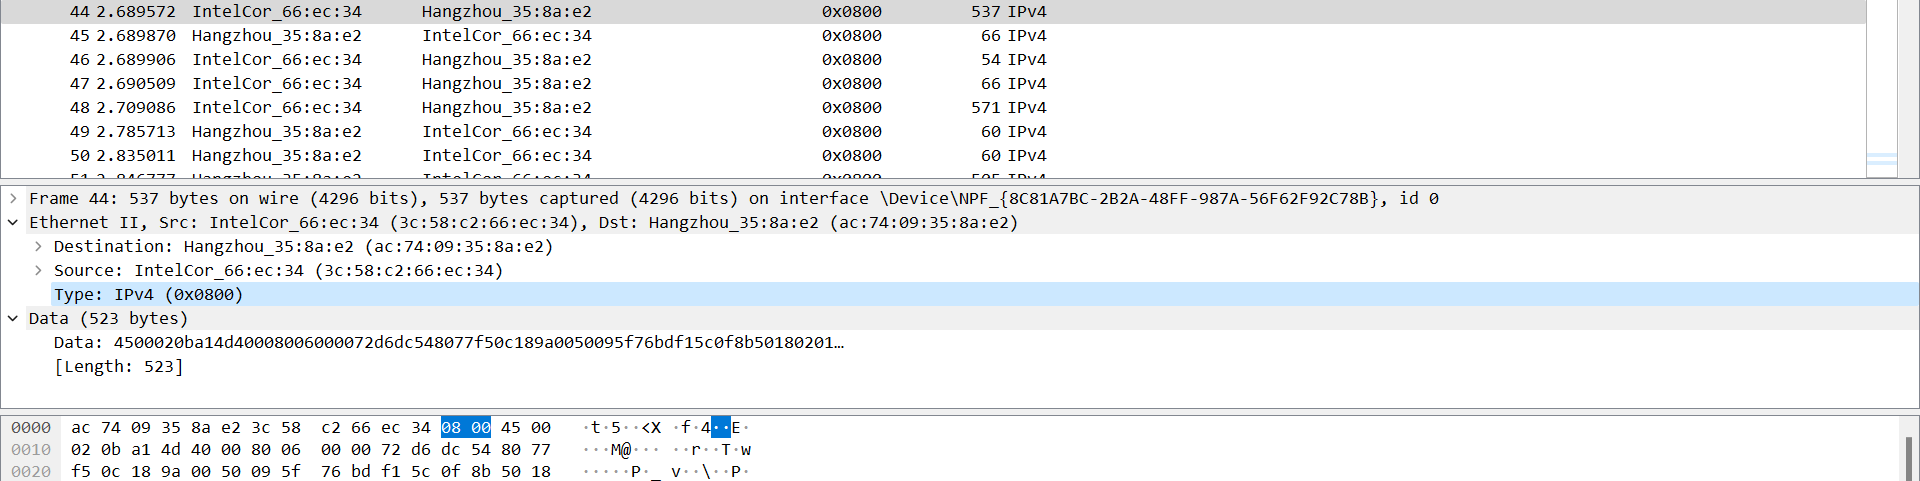 44 2.689572 IntelCor_66:ec:34 Hangzhou_35:8a:e2 0x0800 537 IPv4
45 2.689870 Hangzhou_35:8a:e2 IntelCor_66:ec:34 0x0800 66 IPv4
46 2.689906 IntelCor_66:ec:34 Hangzhou_35:8a:e2 0x0800 54 IPv4
47 2.690509 IntelCor_66:ec:34 Hangzhou_35:8a:e2 0x0800 66 IPv4
48 2.709086 IntelCor_66:ec:34 Hangzhou_35:8a:e2 0x0800 571 IPv4
49 2.785713 Hangzhou_35:8a:e2 IntelCor_66:ec:34 0x0800 60 IPv4
50 2.835011 Hangzhou_35:8a:e2 IntelCor_66:ec:34 0x0800 60 IPv4
Frame 44: 537 bytes on wire (4296 bits), 537 bytes captured (4296 bits) on interface \Device\NPF_{8C81A7BC-2B2A-48FF-987A-56F62F92C78B}, id 0
Ethernet II, Src: IntelCor_66:ec:34 (3c:58:c2:66:ec:34), Dst: Hangzhou_35:8a:e2 (ac:74:09:35:8a:e2)
Destination: Hangzhou_35:8a:e2 (ac:74:09:35:8a:e2)
Source: IntelCor_66:ec:34 (3c:58:c2:66:ec:34)
Type: IPv4 (0x0800)
Data (523 bytes)
Data: 4500020ba14d40008006000072d6dc548077f50c189a0050095f76bdf15c0f8b50180201…
[Length: 523]
0000 ac 74 09 35 8a e2 3c 58 c2 66 ec 34 08 00 45 00 ·t·5··<X ·f·4··E·
0010 02 0b a1 4d 40 00 80 06 00 00 72 d6 dc 54 80 77 ···M@··· ··r··T·w
0020 f5 0c 18 9a 00 50 09 5f 76 bd f1 5c 0f 8b 50 18 ·····P·_ v··\··P·